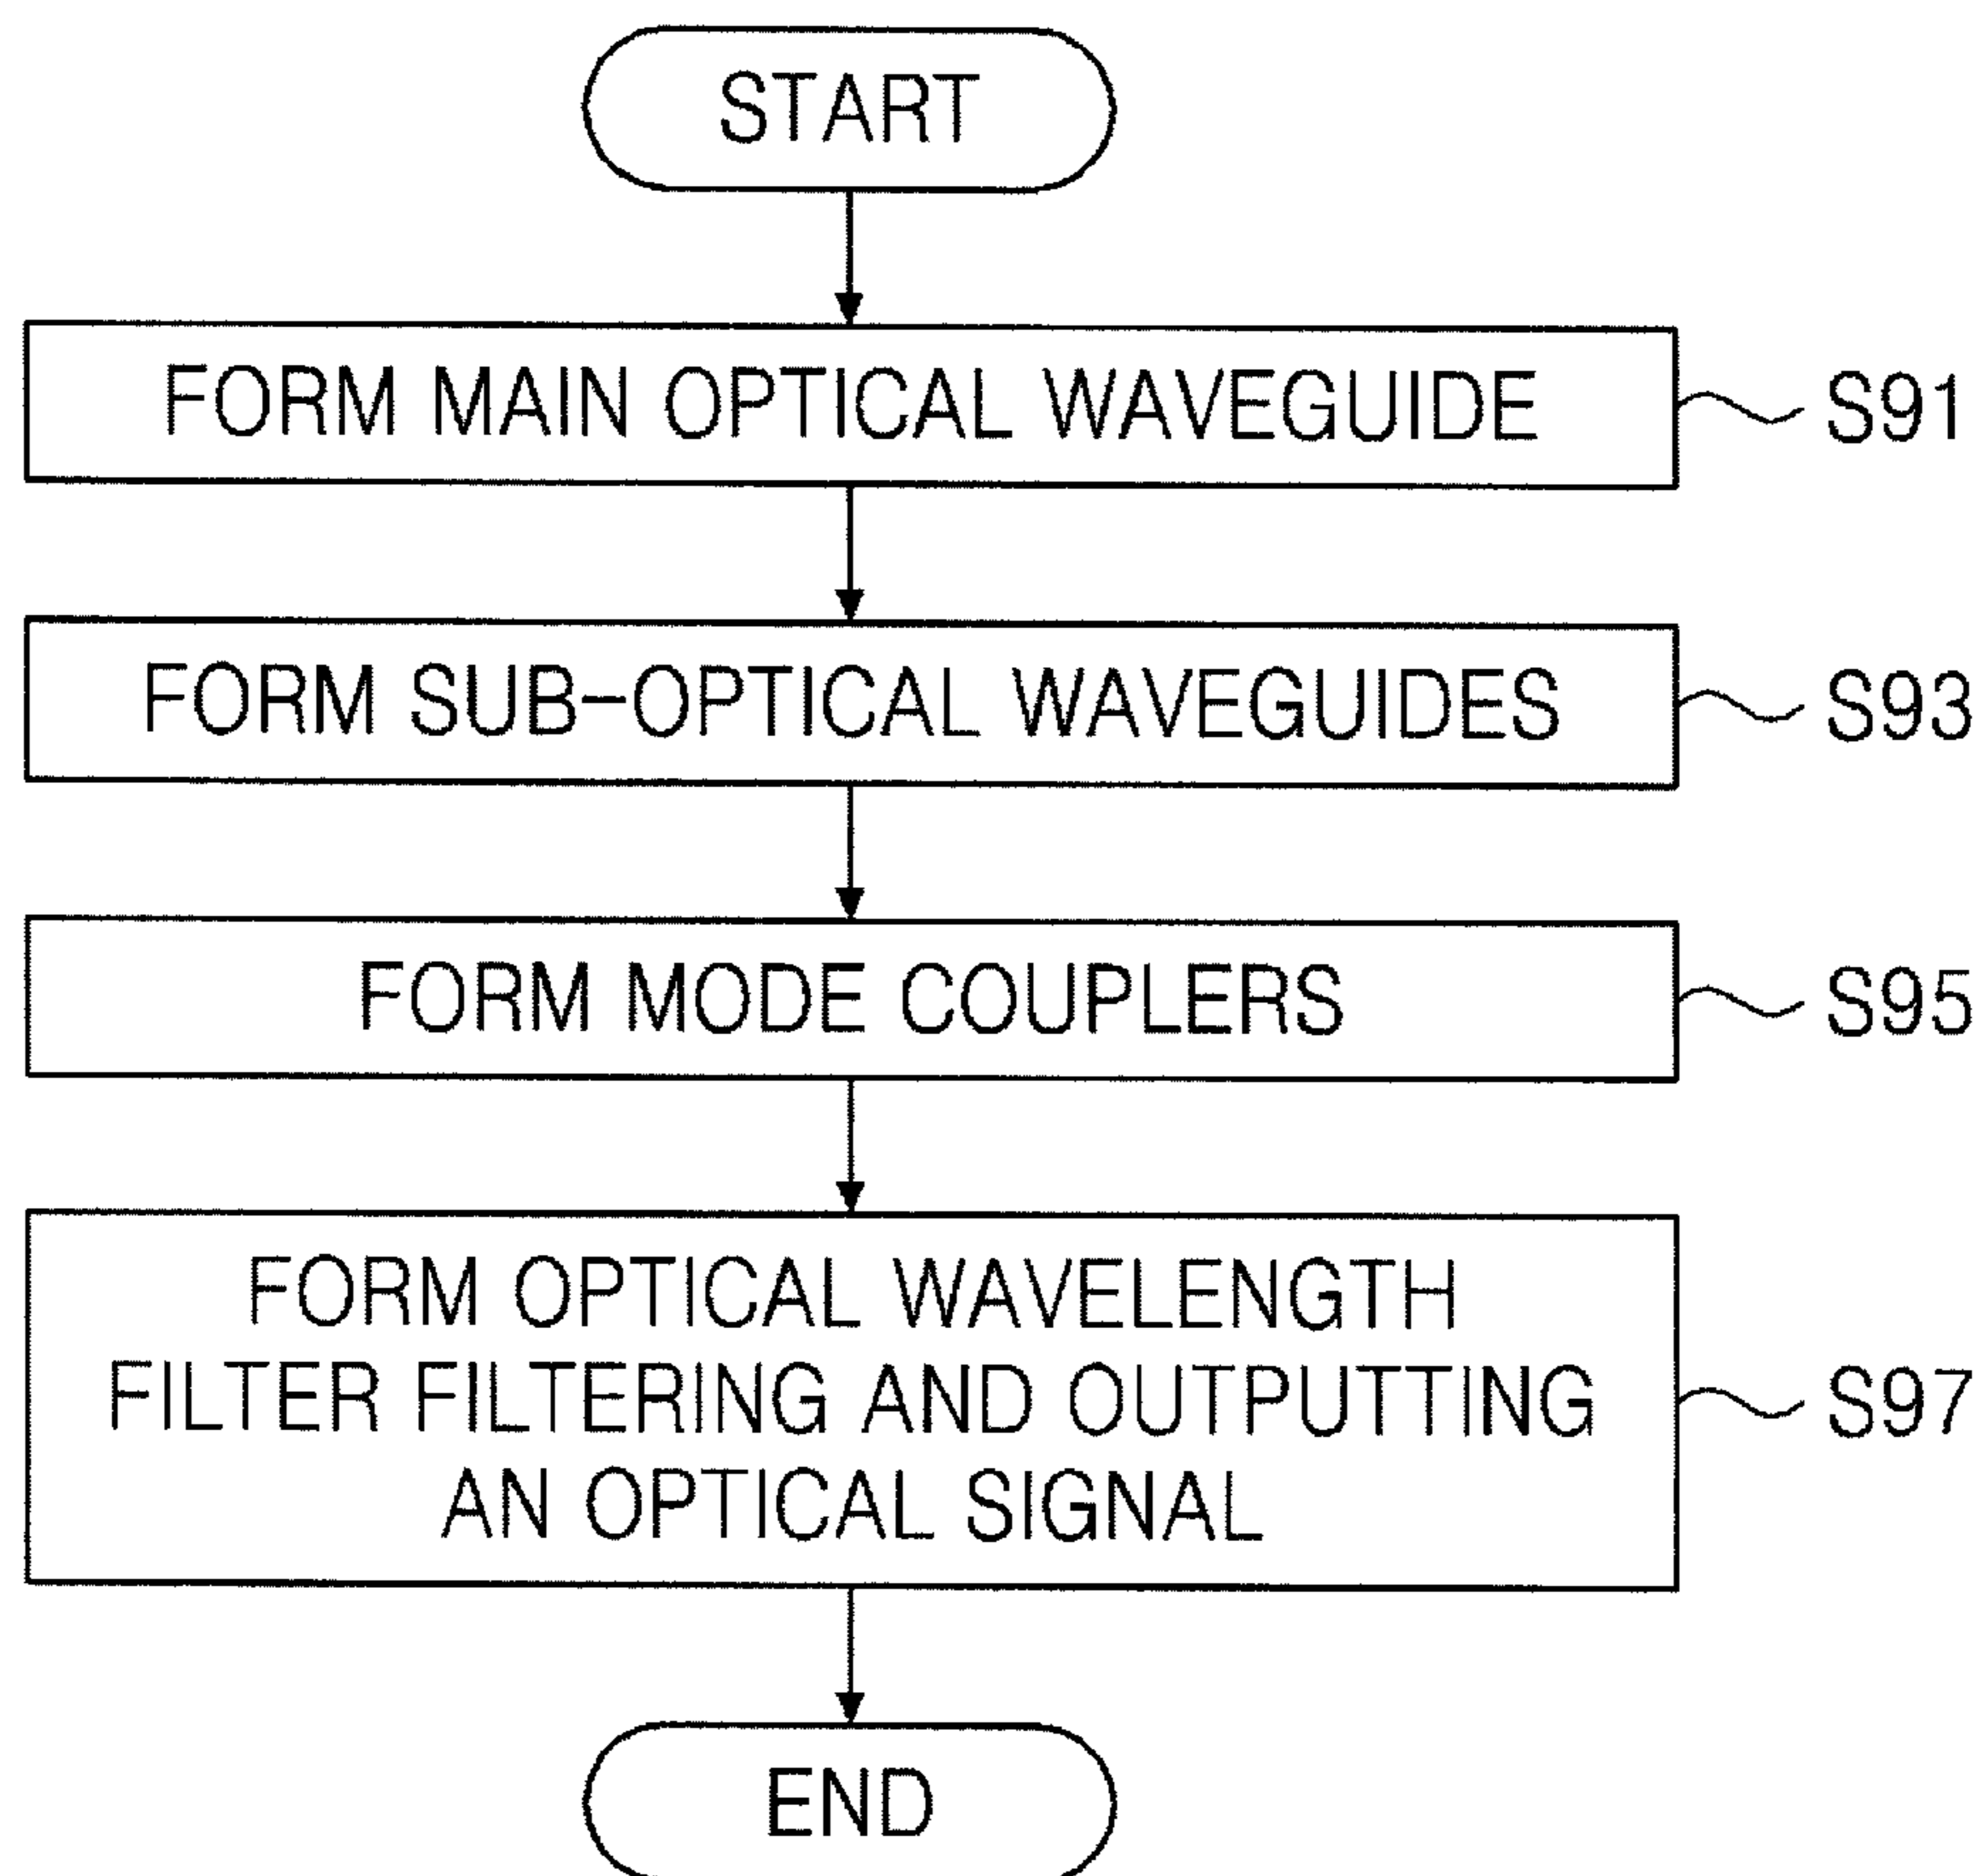 START
FORM MAIN OPTICAL WAVEGUIDE
S91
FORM SUB-OPTICAL WAVEGUIDES
S93
FORM MODE COUPLERS
S95
FORM OPTICAL WAVELENGTH
FILTER FILTERING AND OUTPUTTING
AN OPTICAL SIGNAL
S97
END